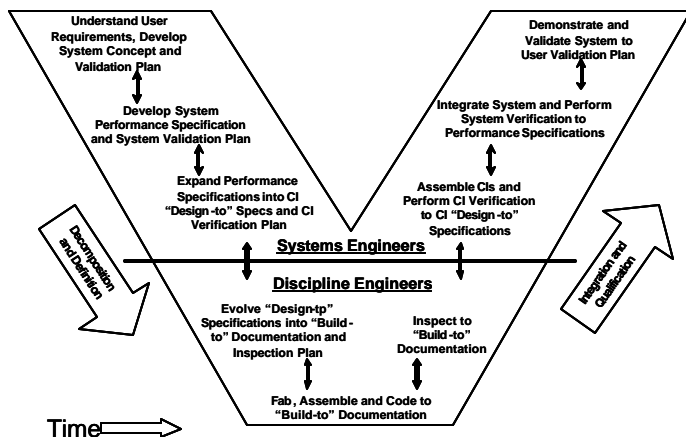 Understand User
Requirements, Develop
System Concept and
Validation Plan
Develop System
Performance Specification
and System Validation Plan
Expand Performance
Specifications into CI
“Design-to” Specs and CI
Verification Plan
Demonstrate and
Validate System to
User Validation Plan
Integrate System and Perform
System Verification to
Performance Specifications
Assemble CIs and
Perform CI Verification
to CI “Design-to”
Specifications
Systems Engineers
Discipline Engineers
Decomposition
and Definition
Integration and
Qualification
Evolve “Design-tp”
Specifications into “Build-
to” Documentation and
Inspection Plan
Inspect to
“Build-to”
Documentation
Fab, Assemble and Code to
“Build-to” Documentation
Time